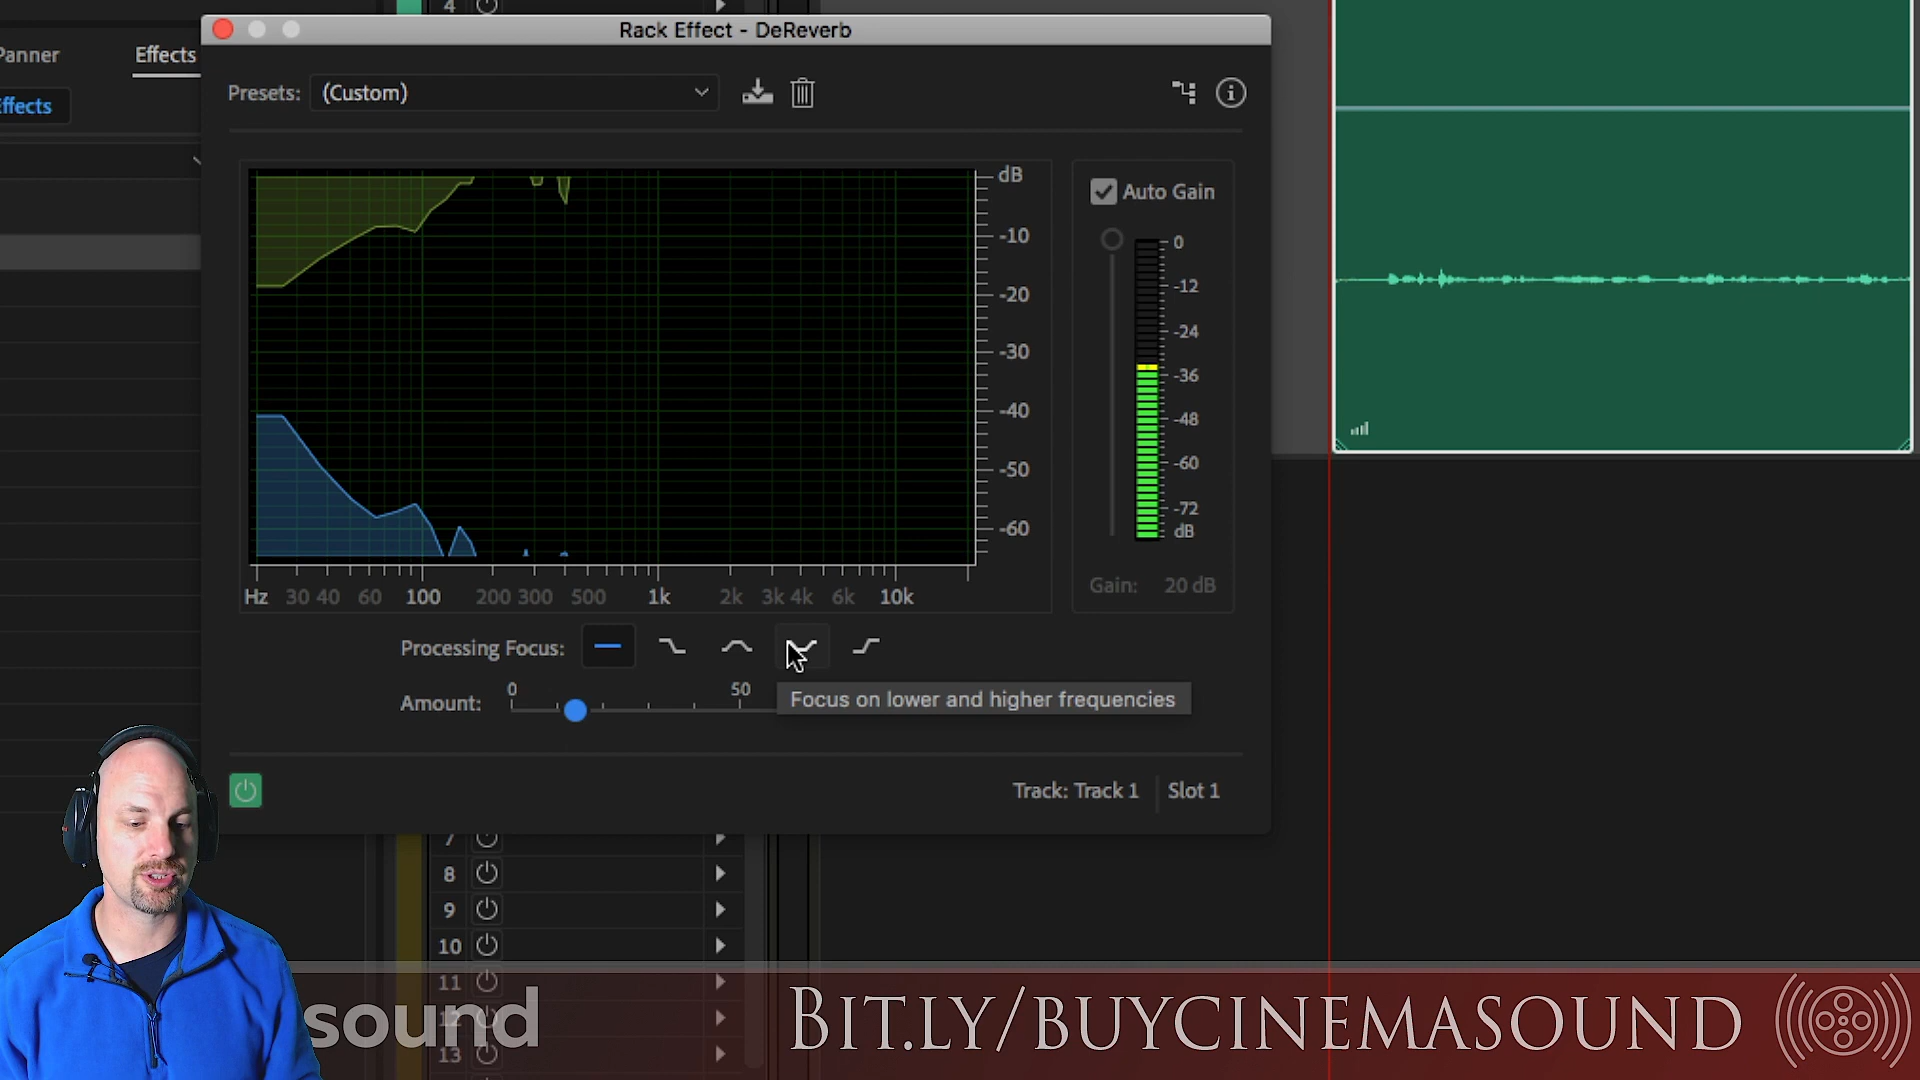 4
Rack Effect - DeReverb
Panner
Effects
Presets:
(Custom)
Effects
dB
-10
-20
-30
-40
-50
-60
Auto Gain
0
-12
-24
-36
-48
-60
-72
dB
Gain: 20 dB
Hz 30 40 60 100 200 300 500 1k 2k 3k 4k 6k 10k
Processing Focus:
Amount:
0
50
Focus on lower and higher frequencies
Track: Track 1
Slot 1
7
8
9
10
11
12
13
sound
BIT.LY/BUYCINEMASOUND